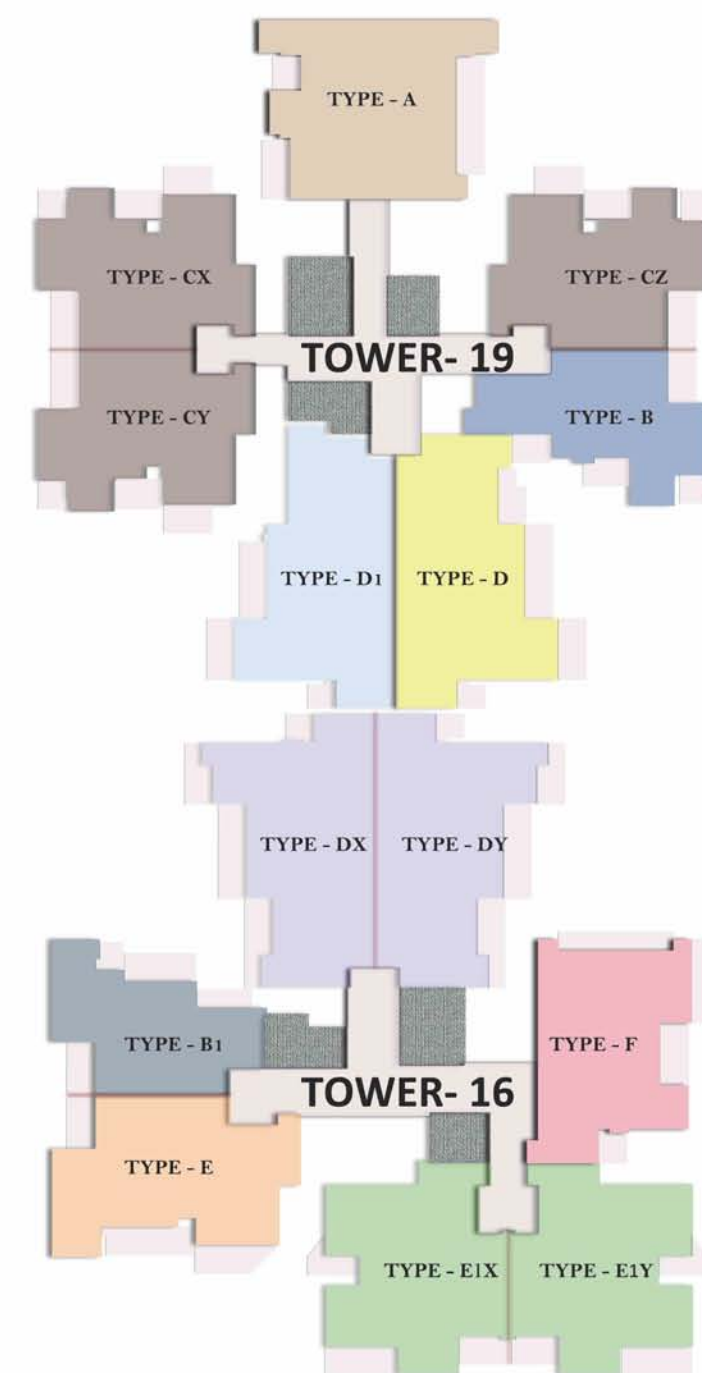 TYPE - A
TYPE - CX
TYPE - CZ
TOWER- 19
TYPE - CY
TYPE - B
TYPE - D1
TYPE - D
TYPE - DX
TYPE - DY
TYPE - B1
TYPE - F
TOWER- 16
TYPE - E
TYPE - E1X
TYPE - E1Y